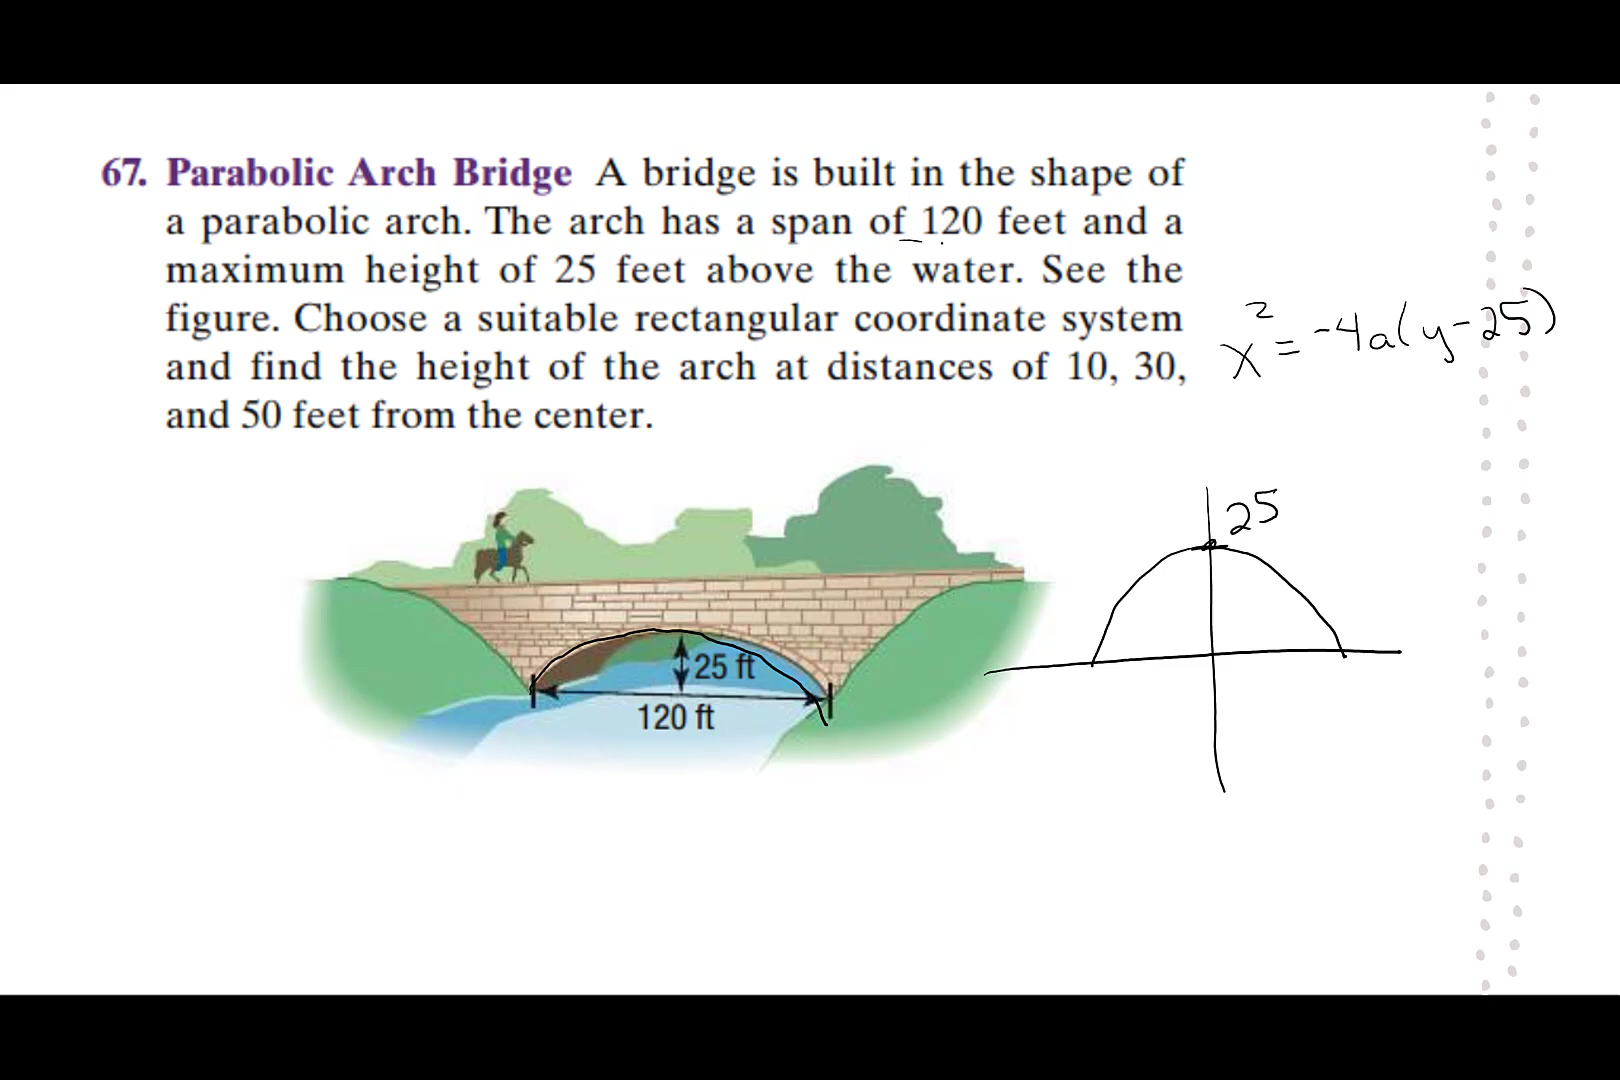 67. Parabolic Arch Bridge A bridge is built in the shape of
a parabolic arch. The arch has a span of 120 feet and a
maximum height of 25 feet above the water. See the
figure. Choose a suitable rectangular coordinate system
and find the height of the arch at distances of 10, 30,
and 50 feet from the center.
x² = -4a(y-25)
25
25 ft
120 ft